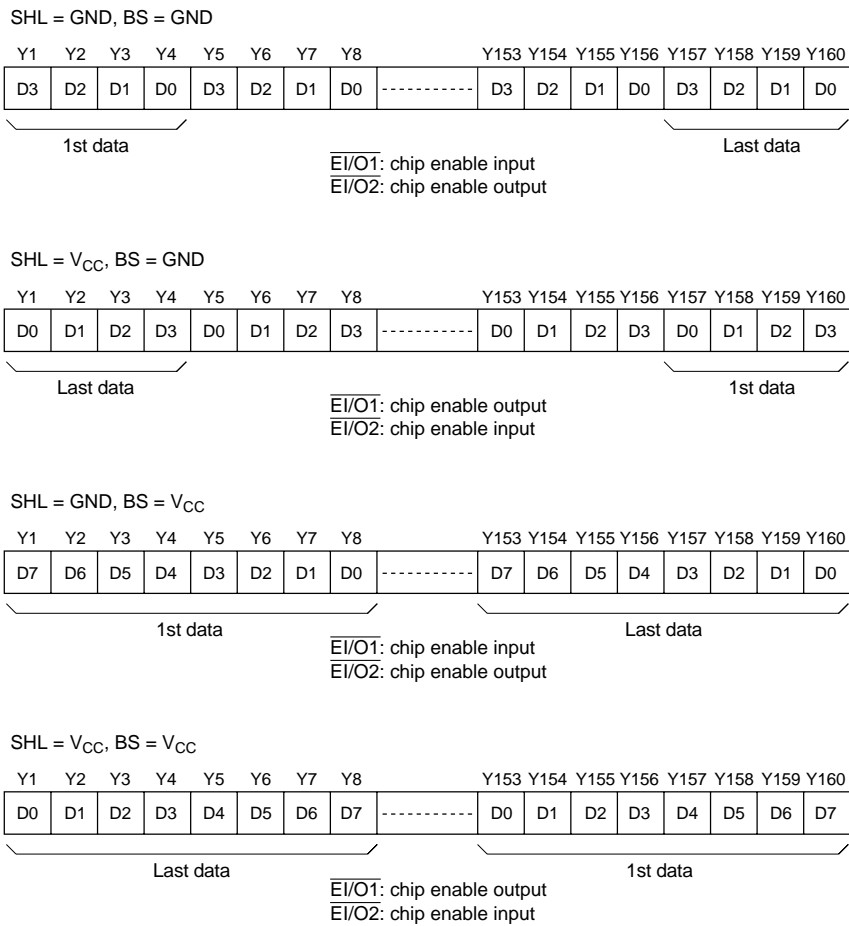 SHL = GND, BS = GND
Y1 Y2 Y3 Y4 Y5 Y6 Y7 Y8 Y153 Y154 Y155 Y156 Y157 Y158 Y159 Y160
D3 D2 D1 D0 D3 D2 D1 D0 ----------- D3 D2 D1 D0 D3 D2 D1 D0
1st data Last data
EI/O1: chip enable input
EI/O2: chip enable output
SHL = VCC, BS = GND
Y1 Y2 Y3 Y4 Y5 Y6 Y7 Y8 Y153 Y154 Y155 Y156 Y157 Y158 Y159 Y160
D0 D1 D2 D3 D0 D1 D2 D3 ----------- D0 D1 D2 D3 D0 D1 D2 D3
Last data 1st data
EI/O1: chip enable output
EI/O2: chip enable input
SHL = GND, BS = VCC
Y1 Y2 Y3 Y4 Y5 Y6 Y7 Y8 Y153 Y154 Y155 Y156 Y157 Y158 Y159 Y160
D7 D6 D5 D4 D3 D2 D1 D0 ----------- D7 D6 D5 D4 D3 D2 D1 D0
1st data Last data
EI/O1: chip enable input
EI/O2: chip enable output
SHL = VCC, BS = VCC
Y1 Y2 Y3 Y4 Y5 Y6 Y7 Y8 Y153 Y154 Y155 Y156 Y157 Y158 Y159 Y160
D0 D1 D2 D3 D4 D5 D6 D7 ----------- D0 D1 D2 D3 D4 D5 D6 D7
Last data 1st data
EI/O1: chip enable output
EI/O2: chip enable input